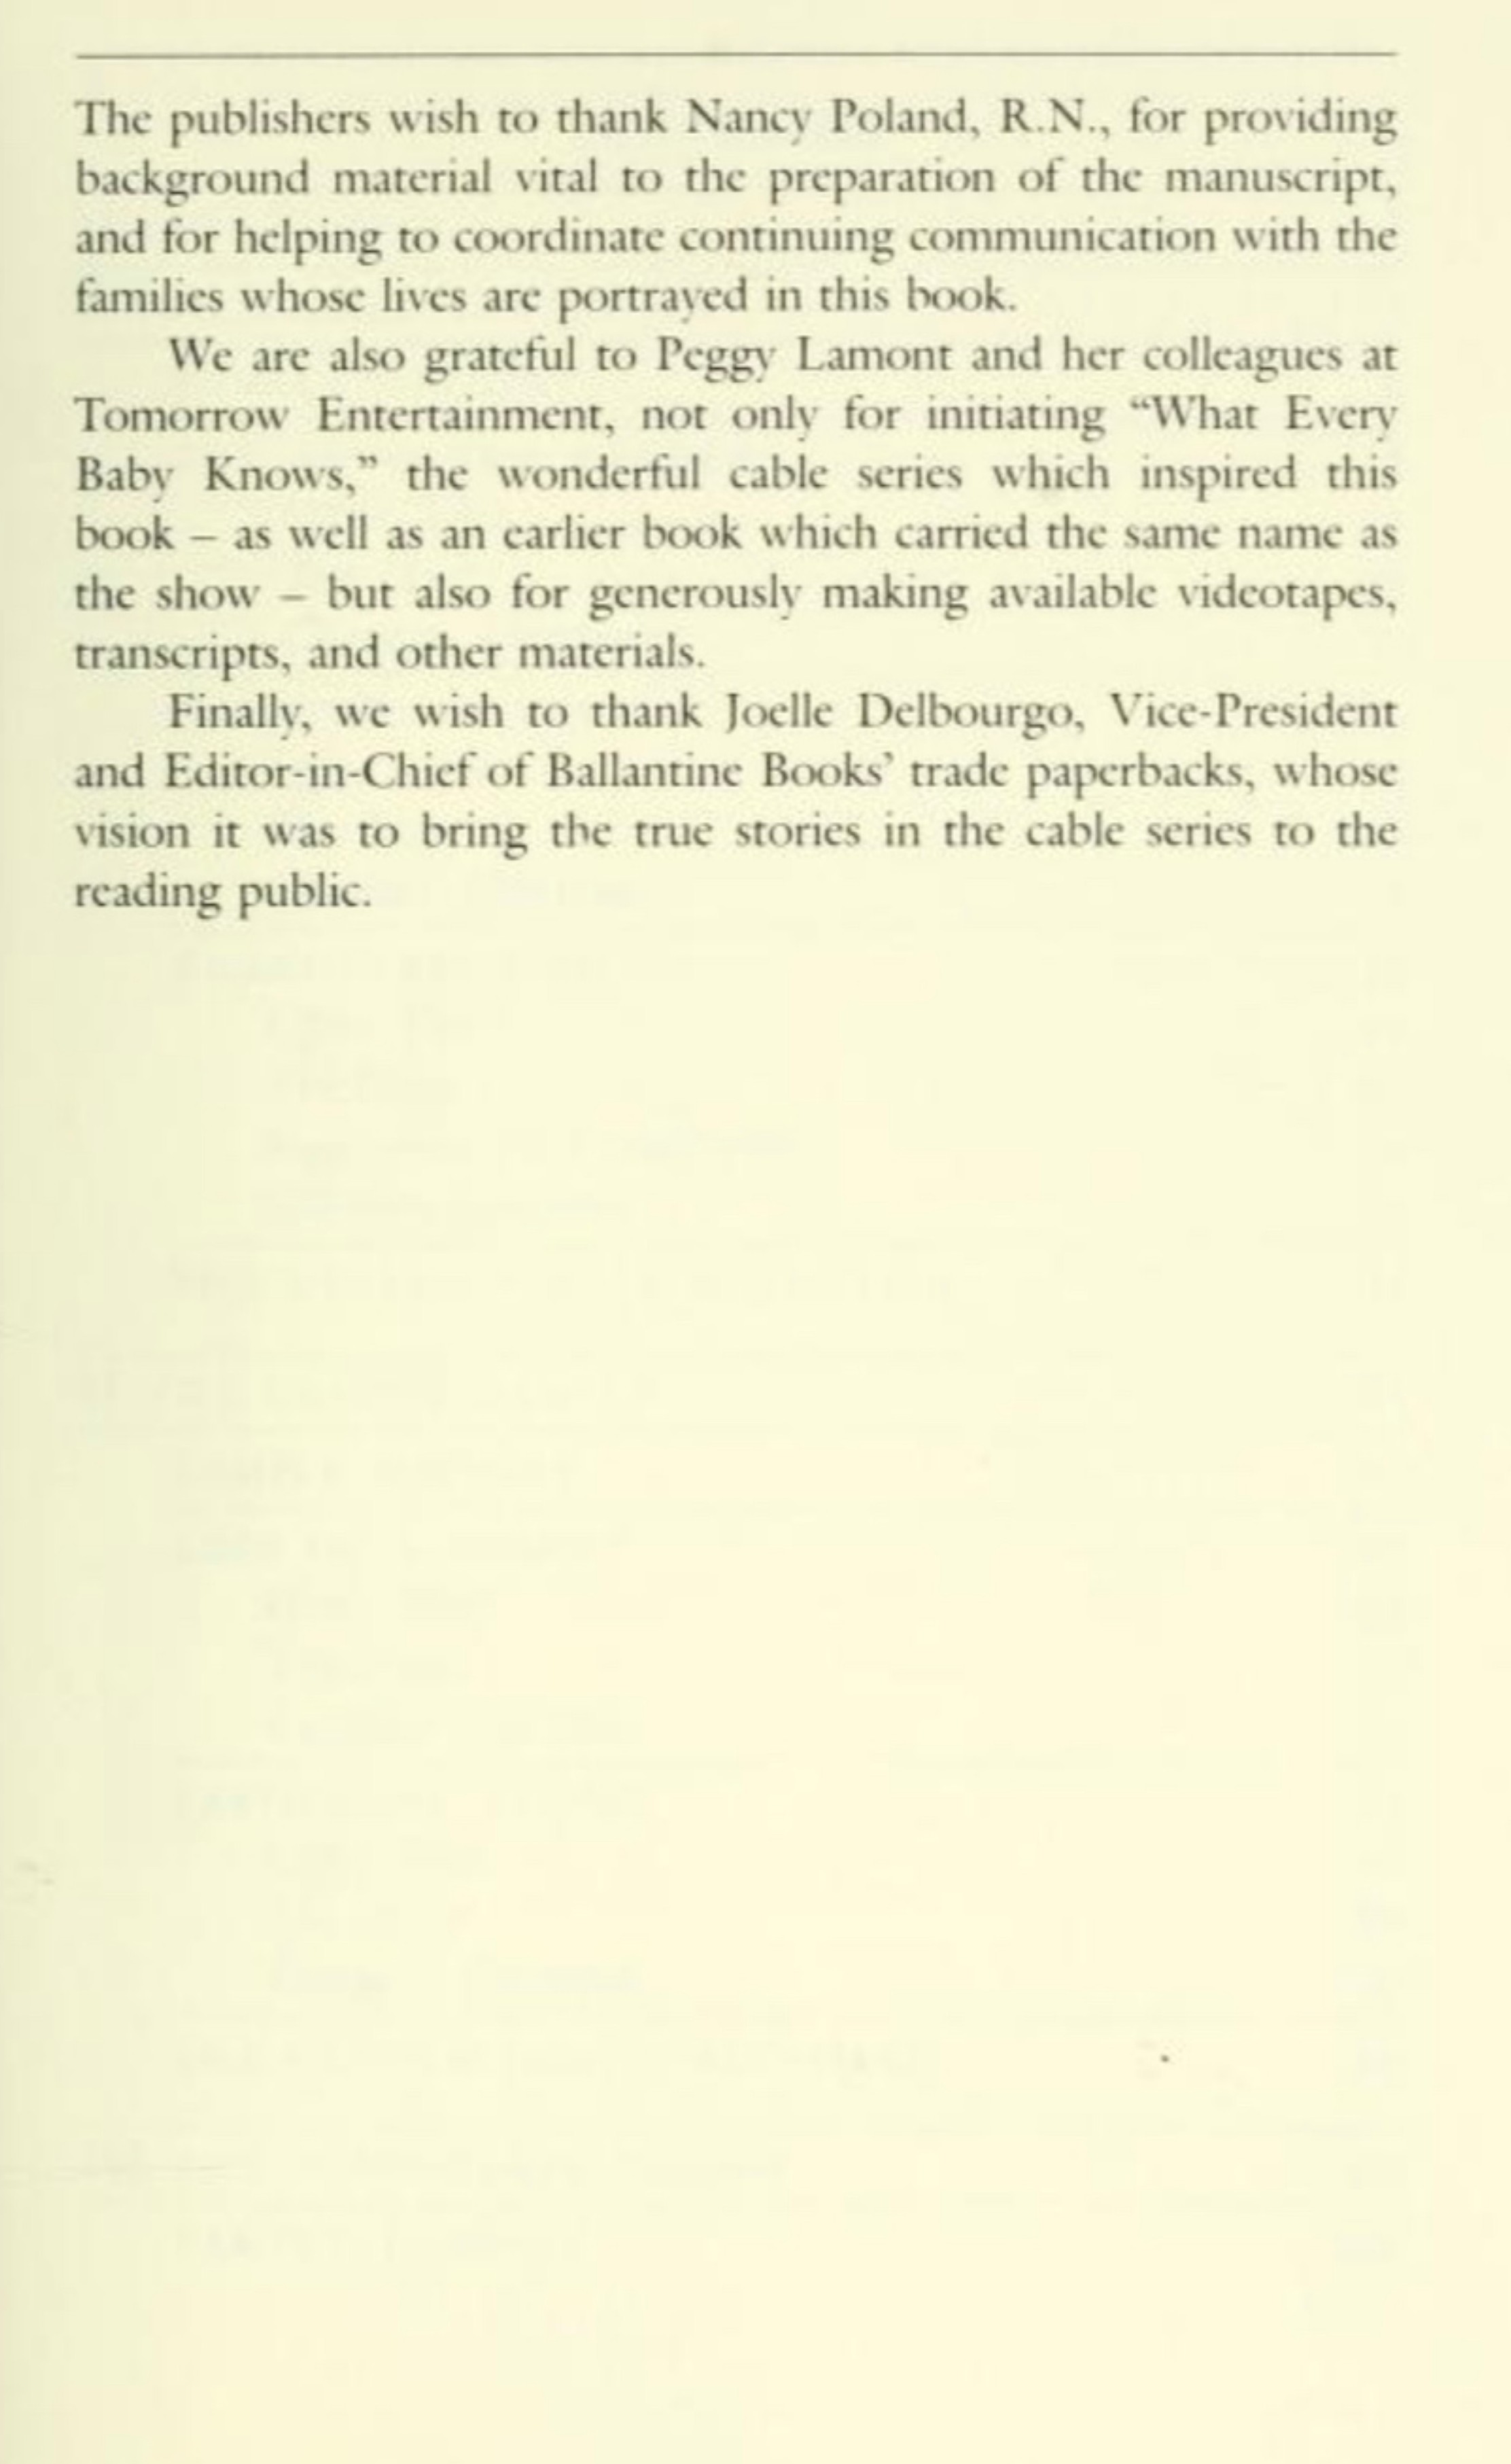 The publishers wish to thank Nancy Poland, R.N., for providing
background material vital to the preparation of the manuscript,
and for helping to coordinate continuing communication with the
families whose lives are portrayed in this book.
We are also grateful to Peggy Lamont and her colleagues at
Tomorrow Entertainment, not only for initiating “What Every
Baby Knows,” the wonderful cable series which inspired this
book – as well as an earlier book which carried the same name as
the show – but also for generously making available videotapes,
transcripts, and other materials.
Finally, we wish to thank Joelle Delbourgo, Vice-President
and Editor-in-Chief of Ballantine Books’ trade paperbacks, whose
vision it was to bring the true stories in the cable series to the
reading public.